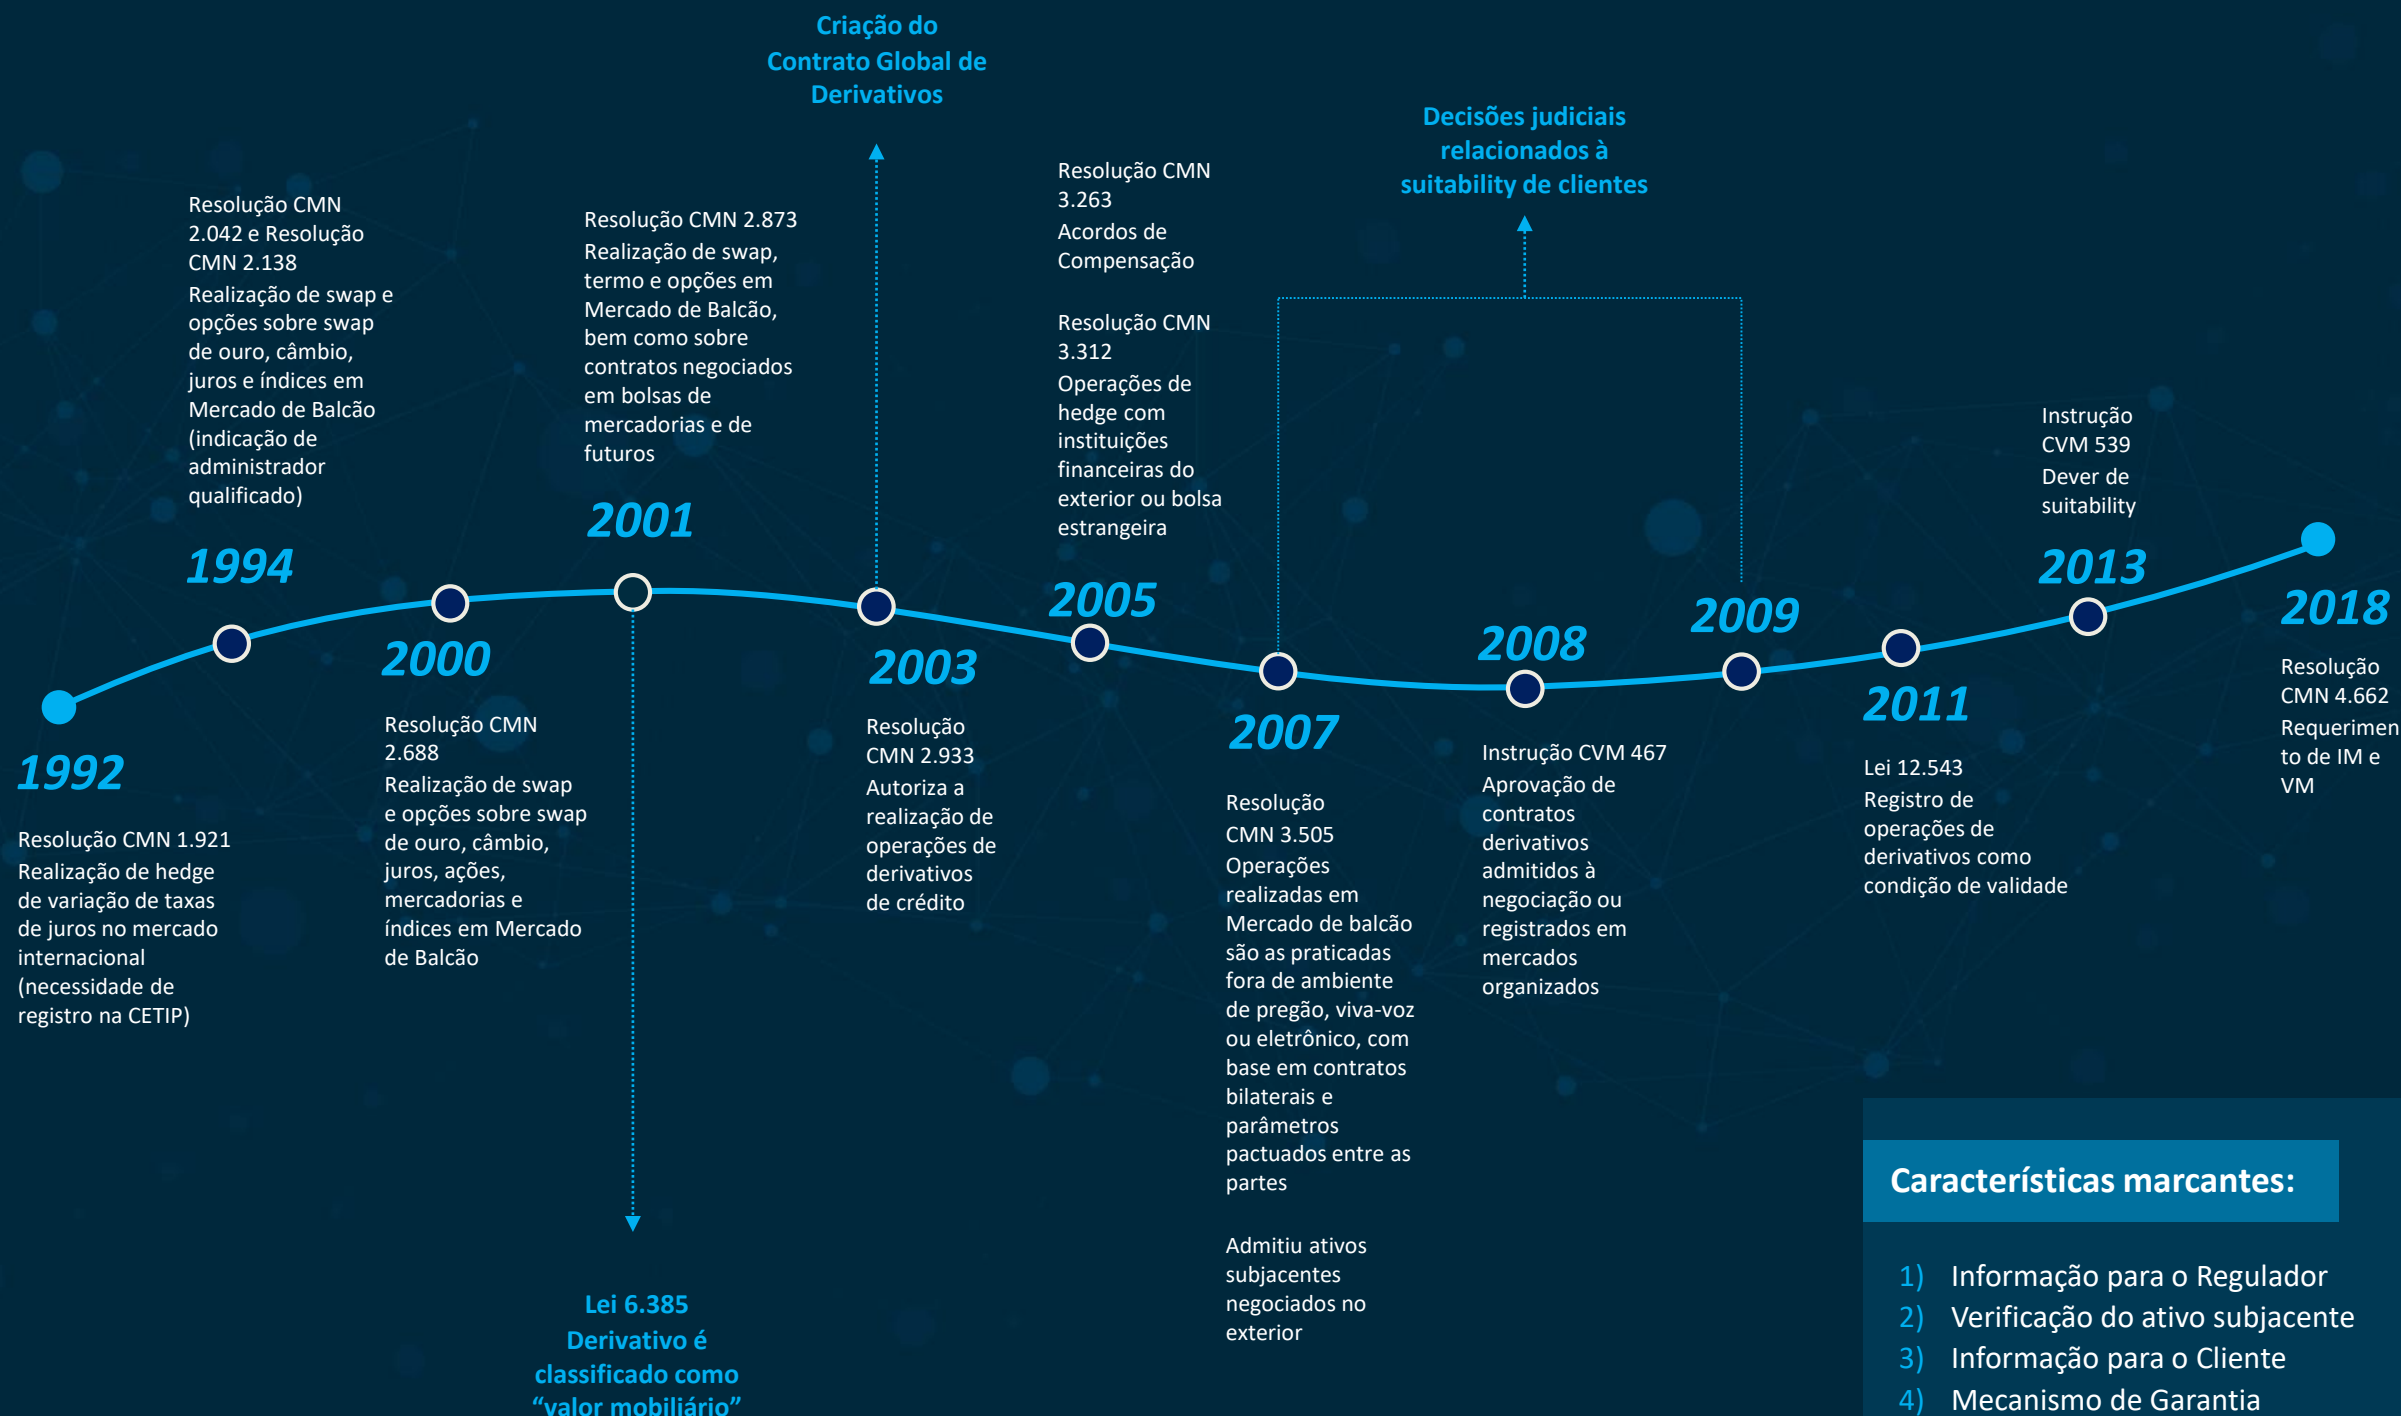 Criação do
Contrato Global de
Derivativos
Decisões judiciais
relacionados à
suitability de clientes
Resolução CMN
2.042 e Resolução
CMN 2.138
Realização de swap e
opções sobre swap
de ouro, câmbio,
juros e índices em
Mercado de Balcão
(indicação de
administrador
qualificado)
1994
Resolução CMN 2.873
Realização de swap,
termo e opções em
Mercado de Balcão,
bem como sobre
contratos negociados
em bolsas de
mercadorias e de
futuros
2001
Resolução CMN
3.263
Acordos de
Compensação
Resolução CMN
3.312
Operações de
hedge com
instituições
financeiras do
exterior ou bolsa
estrangeira
2005
2009
Instrução
CVM 539
Dever de
suitability
2013
1992
Resolução CMN 1.921
Realização de hedge
de variação de taxas
de juros no mercado
internacional
(necessidade de
registro na CETIP)
2000
Resolução CMN
2.688
Realização de swap
e opções sobre swap
de ouro, câmbio,
juros, ações,
mercadorias e
índices em Mercado
de Balcão
Lei 6.385
Derivativo é
classificado como
“valor mobiliário”
2003
Resolução
CMN 2.933
Autoriza a
realização de
operações de
derivativos
de crédito
2007
Resolução
CMN 3.505
Operações
realizadas em
Mercado de balcão
são as praticadas
fora de ambiente
de pregão, viva-voz
ou eletrônico, com
base em contratos
bilaterais e
parâmetros
pactuados entre as
partes
Admitiu ativos
subjacentes
negociados no
exterior
2008
Instrução CVM 467
Aprovação de
contratos
derivativos
admitidos à
negociação ou
registrados em
mercados
organizados
2011
Lei 12.543
Registro de
operações de
derivativos como
condição de validade
2018
Resolução
CMN 4.662
Requerimen
to de IM e
VM
Características marcantes:
1) Informação para o Regulador
2) Verificação do ativo subjacente
3) Informação para o Cliente
4) Mecanismo de Garantia